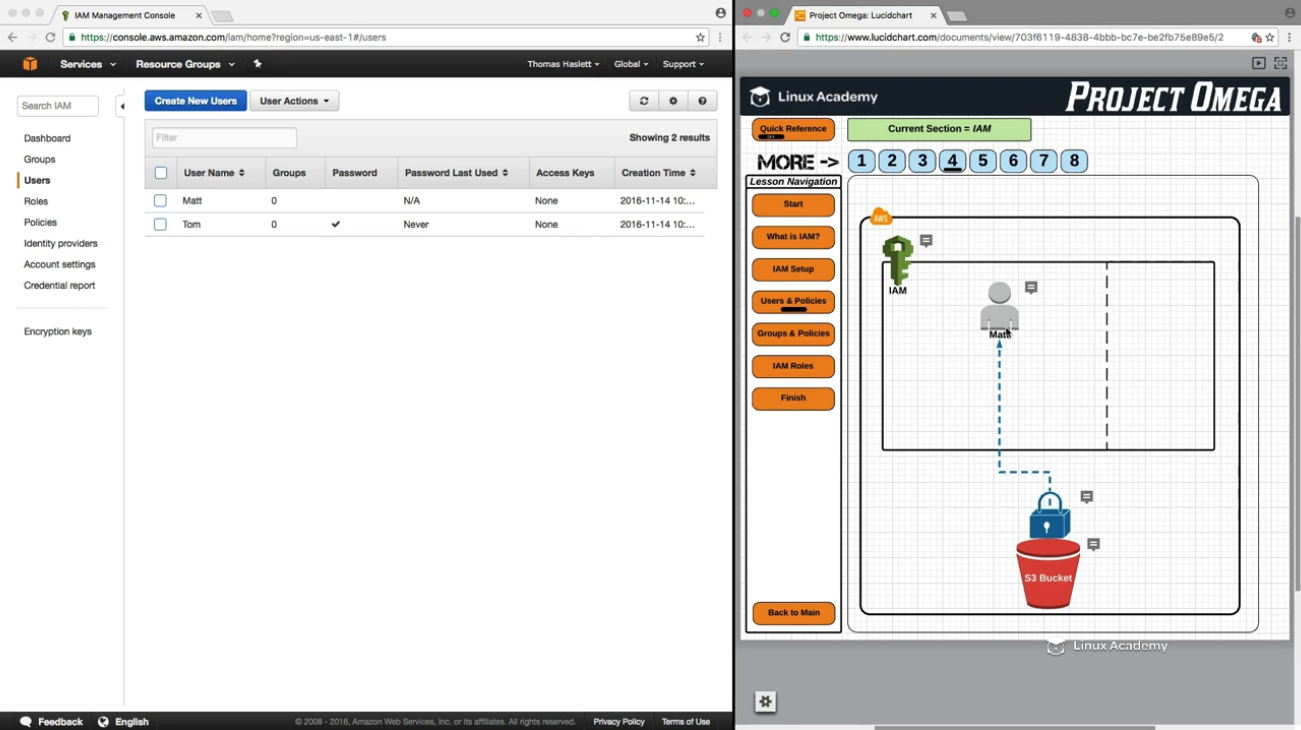 IAM Management Console
https://console.aws.amazon.com/iam/home?region=us-east-1#/users
Services
Resource Groups
Thomas Haslett
Global
Support
Search IAM
Dashboard
Groups
Users
Roles
Policies
Identity providers
Account settings
Credential report
Encryption keys
Create New Users
User Actions
Filter
Showing 2 results
User Name Groups Password Password Last Used Access Keys Creation Time
Matt 0 N/A None 2016-11-14 10:...
Tom 0 Never None 2016-11-14 10:...
Feedback
English
© 2008 - 2016, Amazon Web Services, Inc. or its affiliates. All rights reserved.
Privacy Policy
Terms of Use
Project Omega: Lucidchart
https://www.lucidchart.com/documents/view/703f6119-4838-4bbb-bc7e-be2fb75e89e5/2
Linux Academy
PROJECT OMEGA
Quick Reference
Current Section = IAM
MORE -> 1 2 3 4 5 6 7 8
Lesson Navigation
Start
What is IAM?
IAM Setup
Users & Policies
Groups & Policies
IAM Roles
Finish
Back to Main
AWS
IAM
Matt
S3 Bucket
Linux Academy